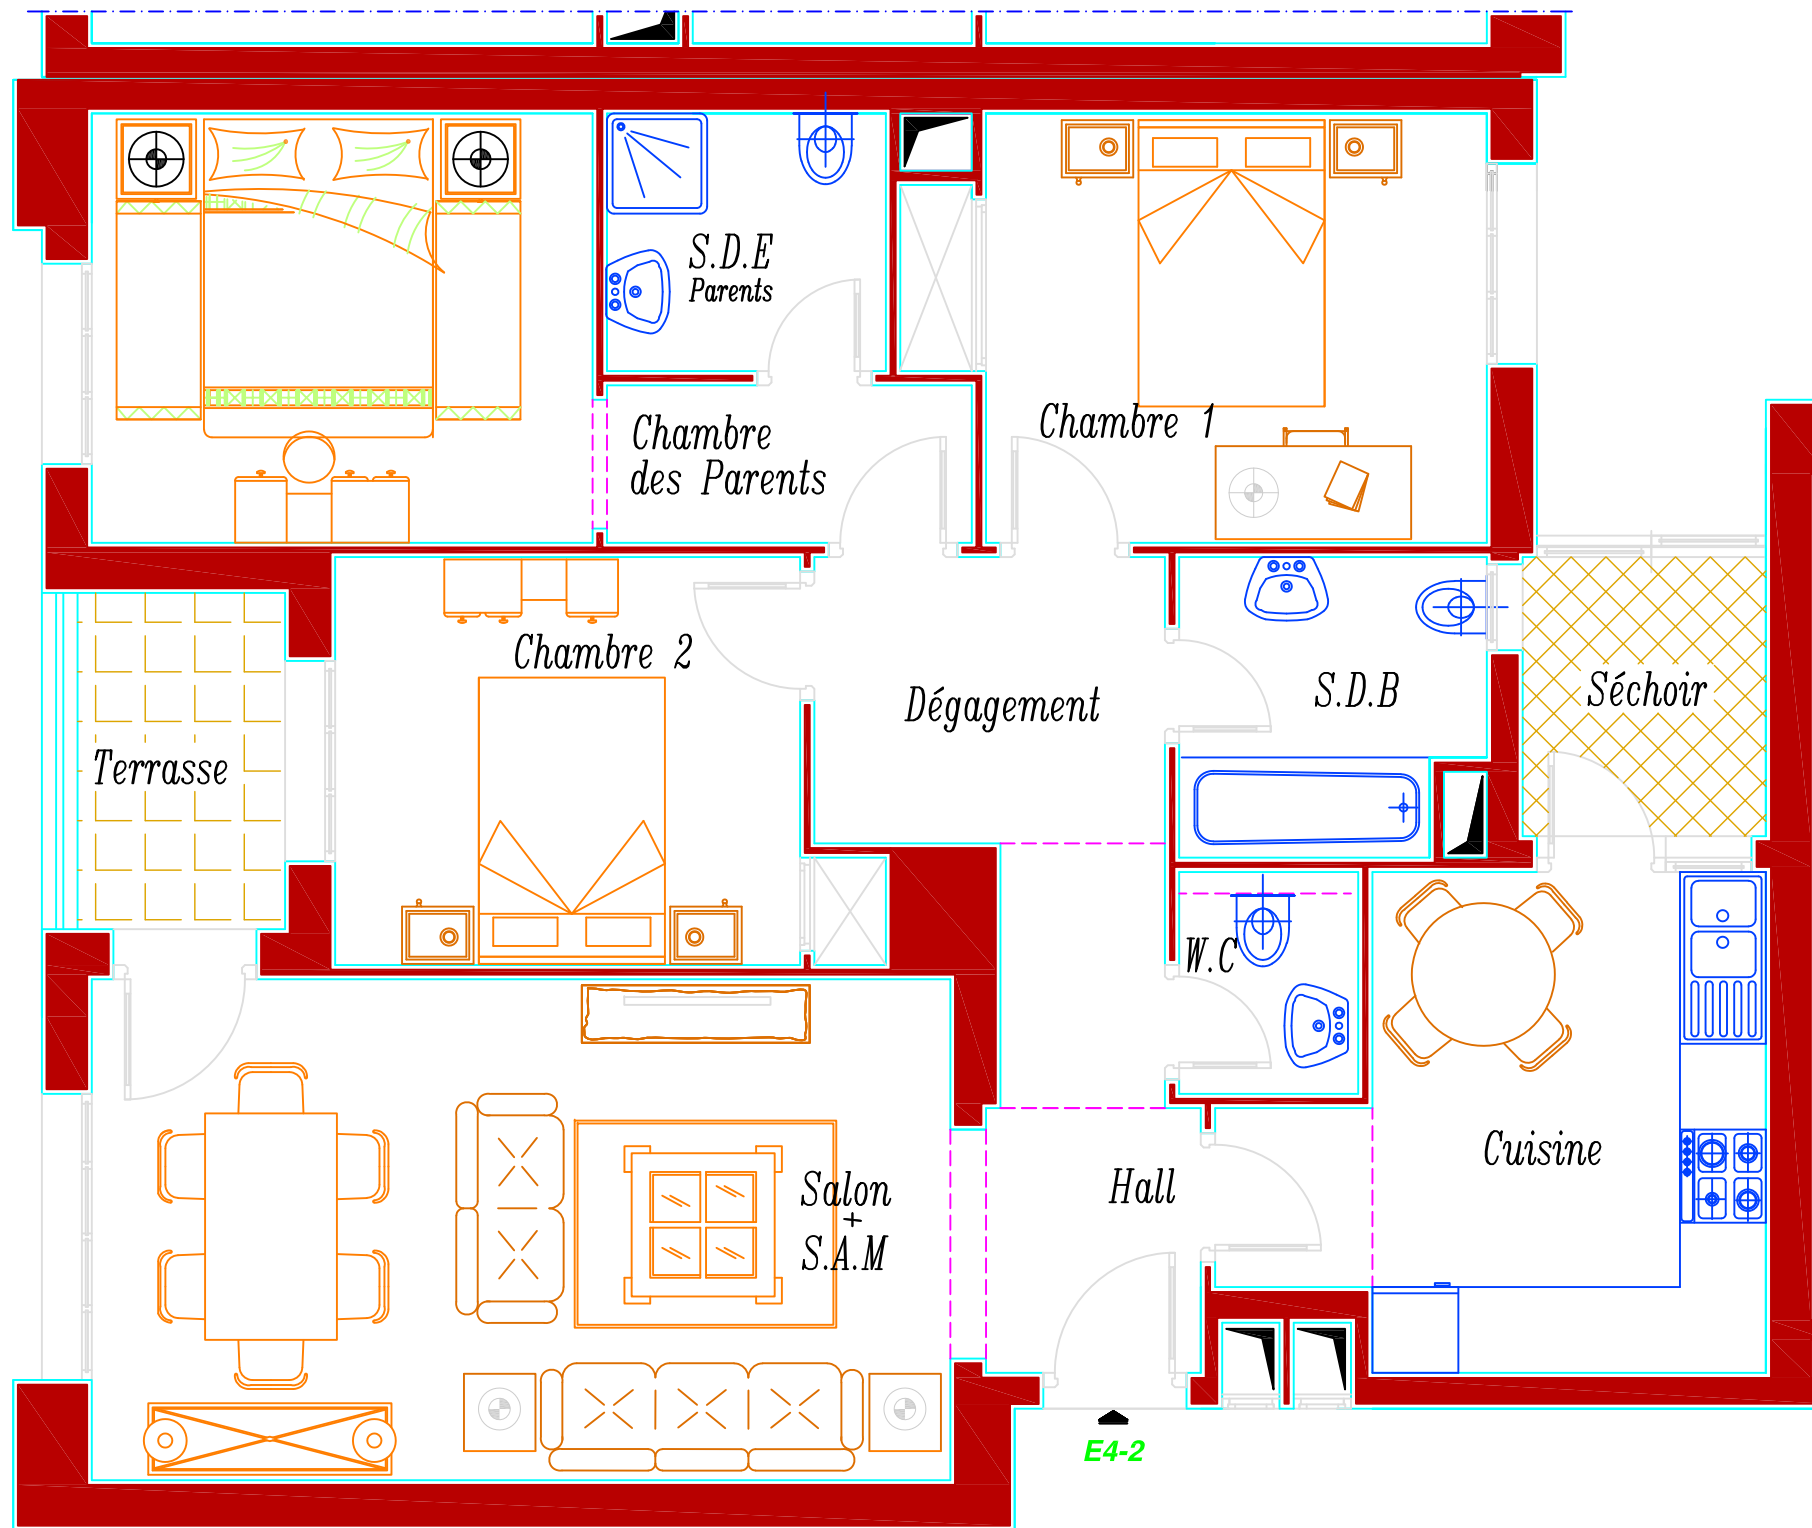 S.D.E
Parents
Chambre
des Parents
Chambre 1
Chambre 2
Dégagement
S.D.B
Séchoir
Terrasse
W.C
Salon
+
S.A.M
Hall
Cuisine
E4-2